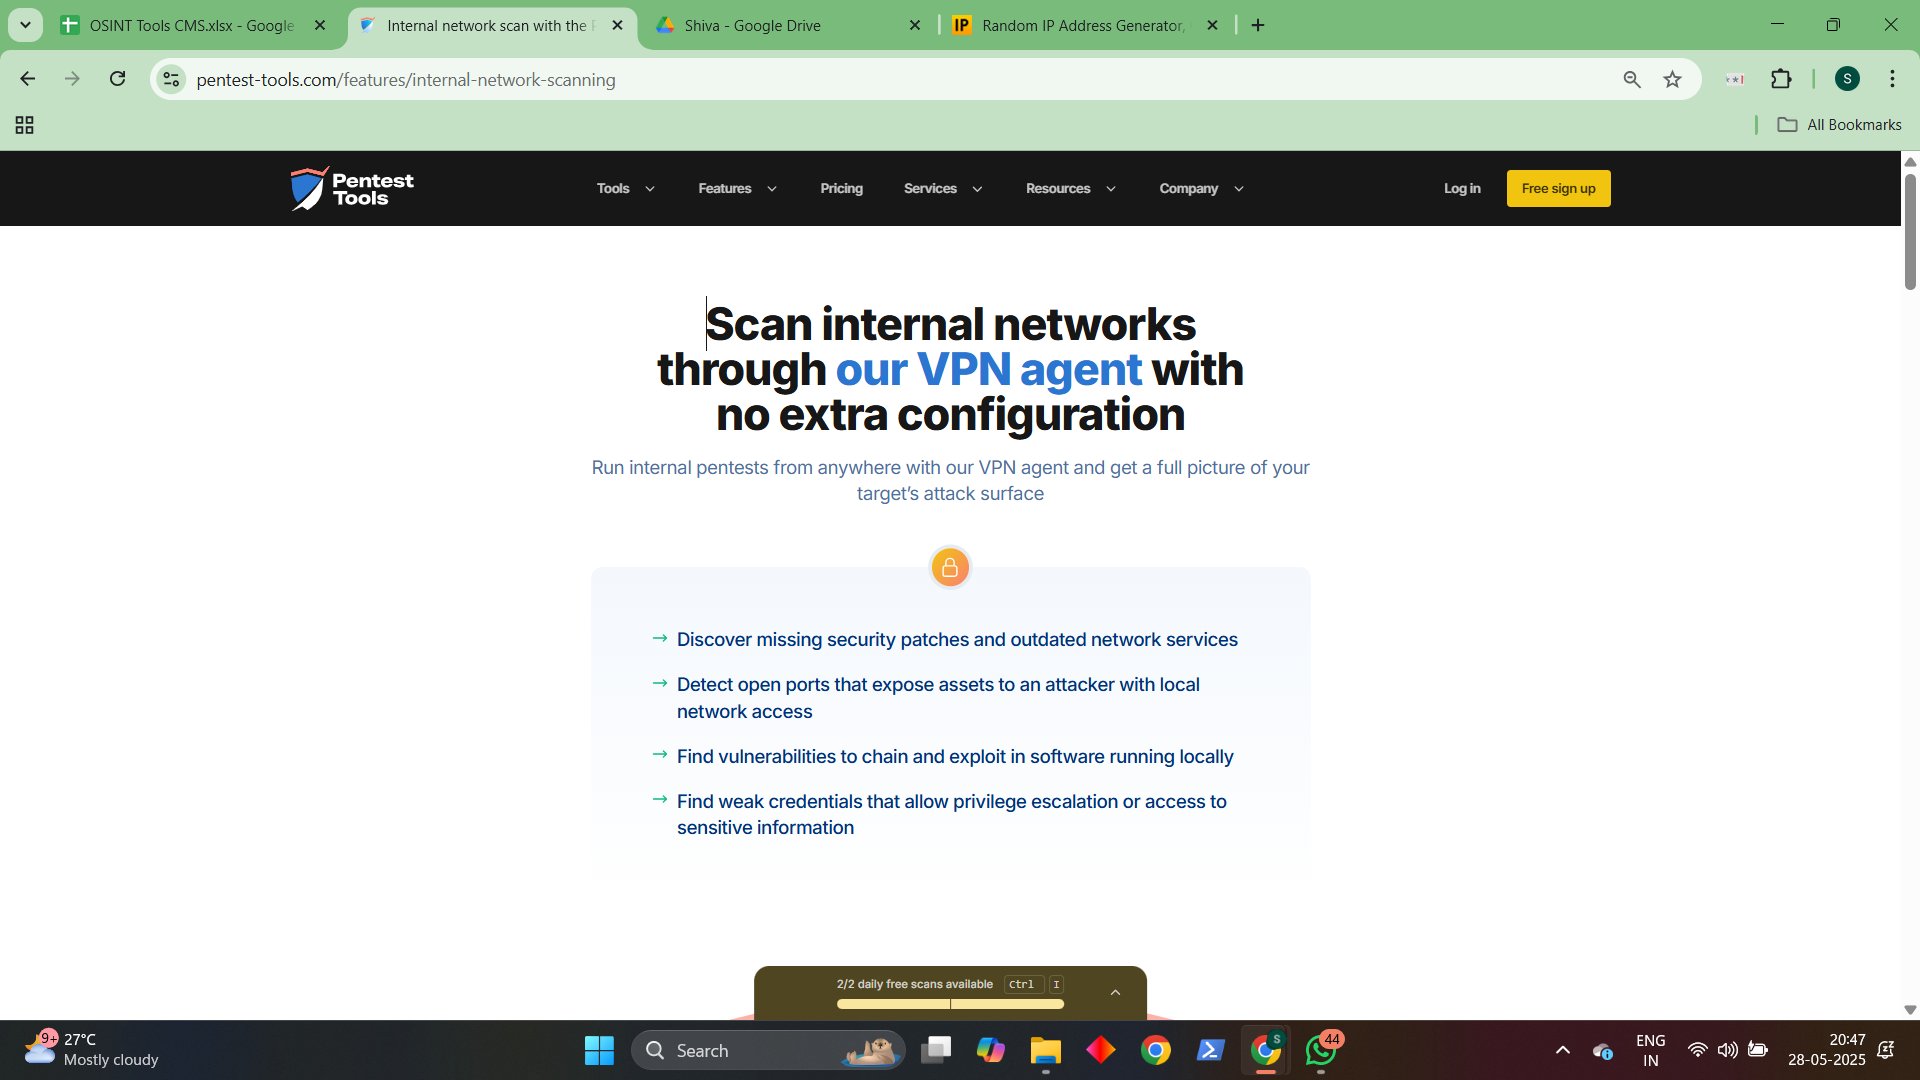 OSINT Tools CMS.xlsx - Google
Internal network scan with the P
Shiva - Google Drive
IP
Random IP Address Generator,
pentest-tools.com/features/internal-network-scanning
S
All Bookmarks
Pentest
Tools
Tools
Features
Pricing
Services
Resources
Company
Log in
Free sign up
Scan internal networks
through our VPN agent with
no extra configuration
Run internal pentests from anywhere with our VPN agent and get a full picture of your
target's attack surface
→ Discover missing security patches and outdated network services
→ Detect open ports that expose assets to an attacker with local
network access
→ Find vulnerabilities to chain and exploit in software running locally
→ Find weak credentials that allow privilege escalation or access to
sensitive information
2/2 daily free scans available Ctrl I
9+
27°C
Mostly cloudy
Search
S
44
ENG
IN
20:47
28-05-2025